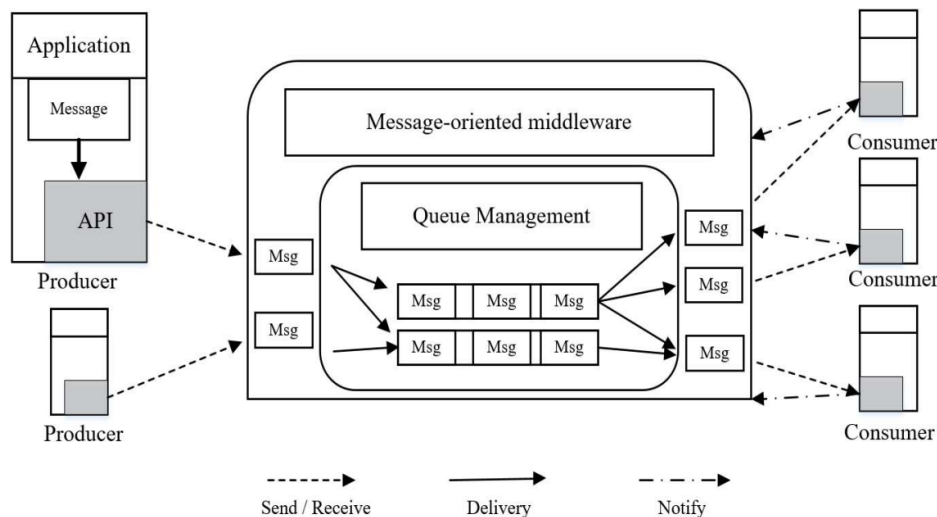 Application
Message
API
Producer
Producer
Message-oriented middleware
Queue Management
Msg
Msg
Msg Msg Msg
Msg Msg Msg
Msg
Msg
Msg
Consumer
Consumer
Consumer
Send / Receive
Delivery
Notify